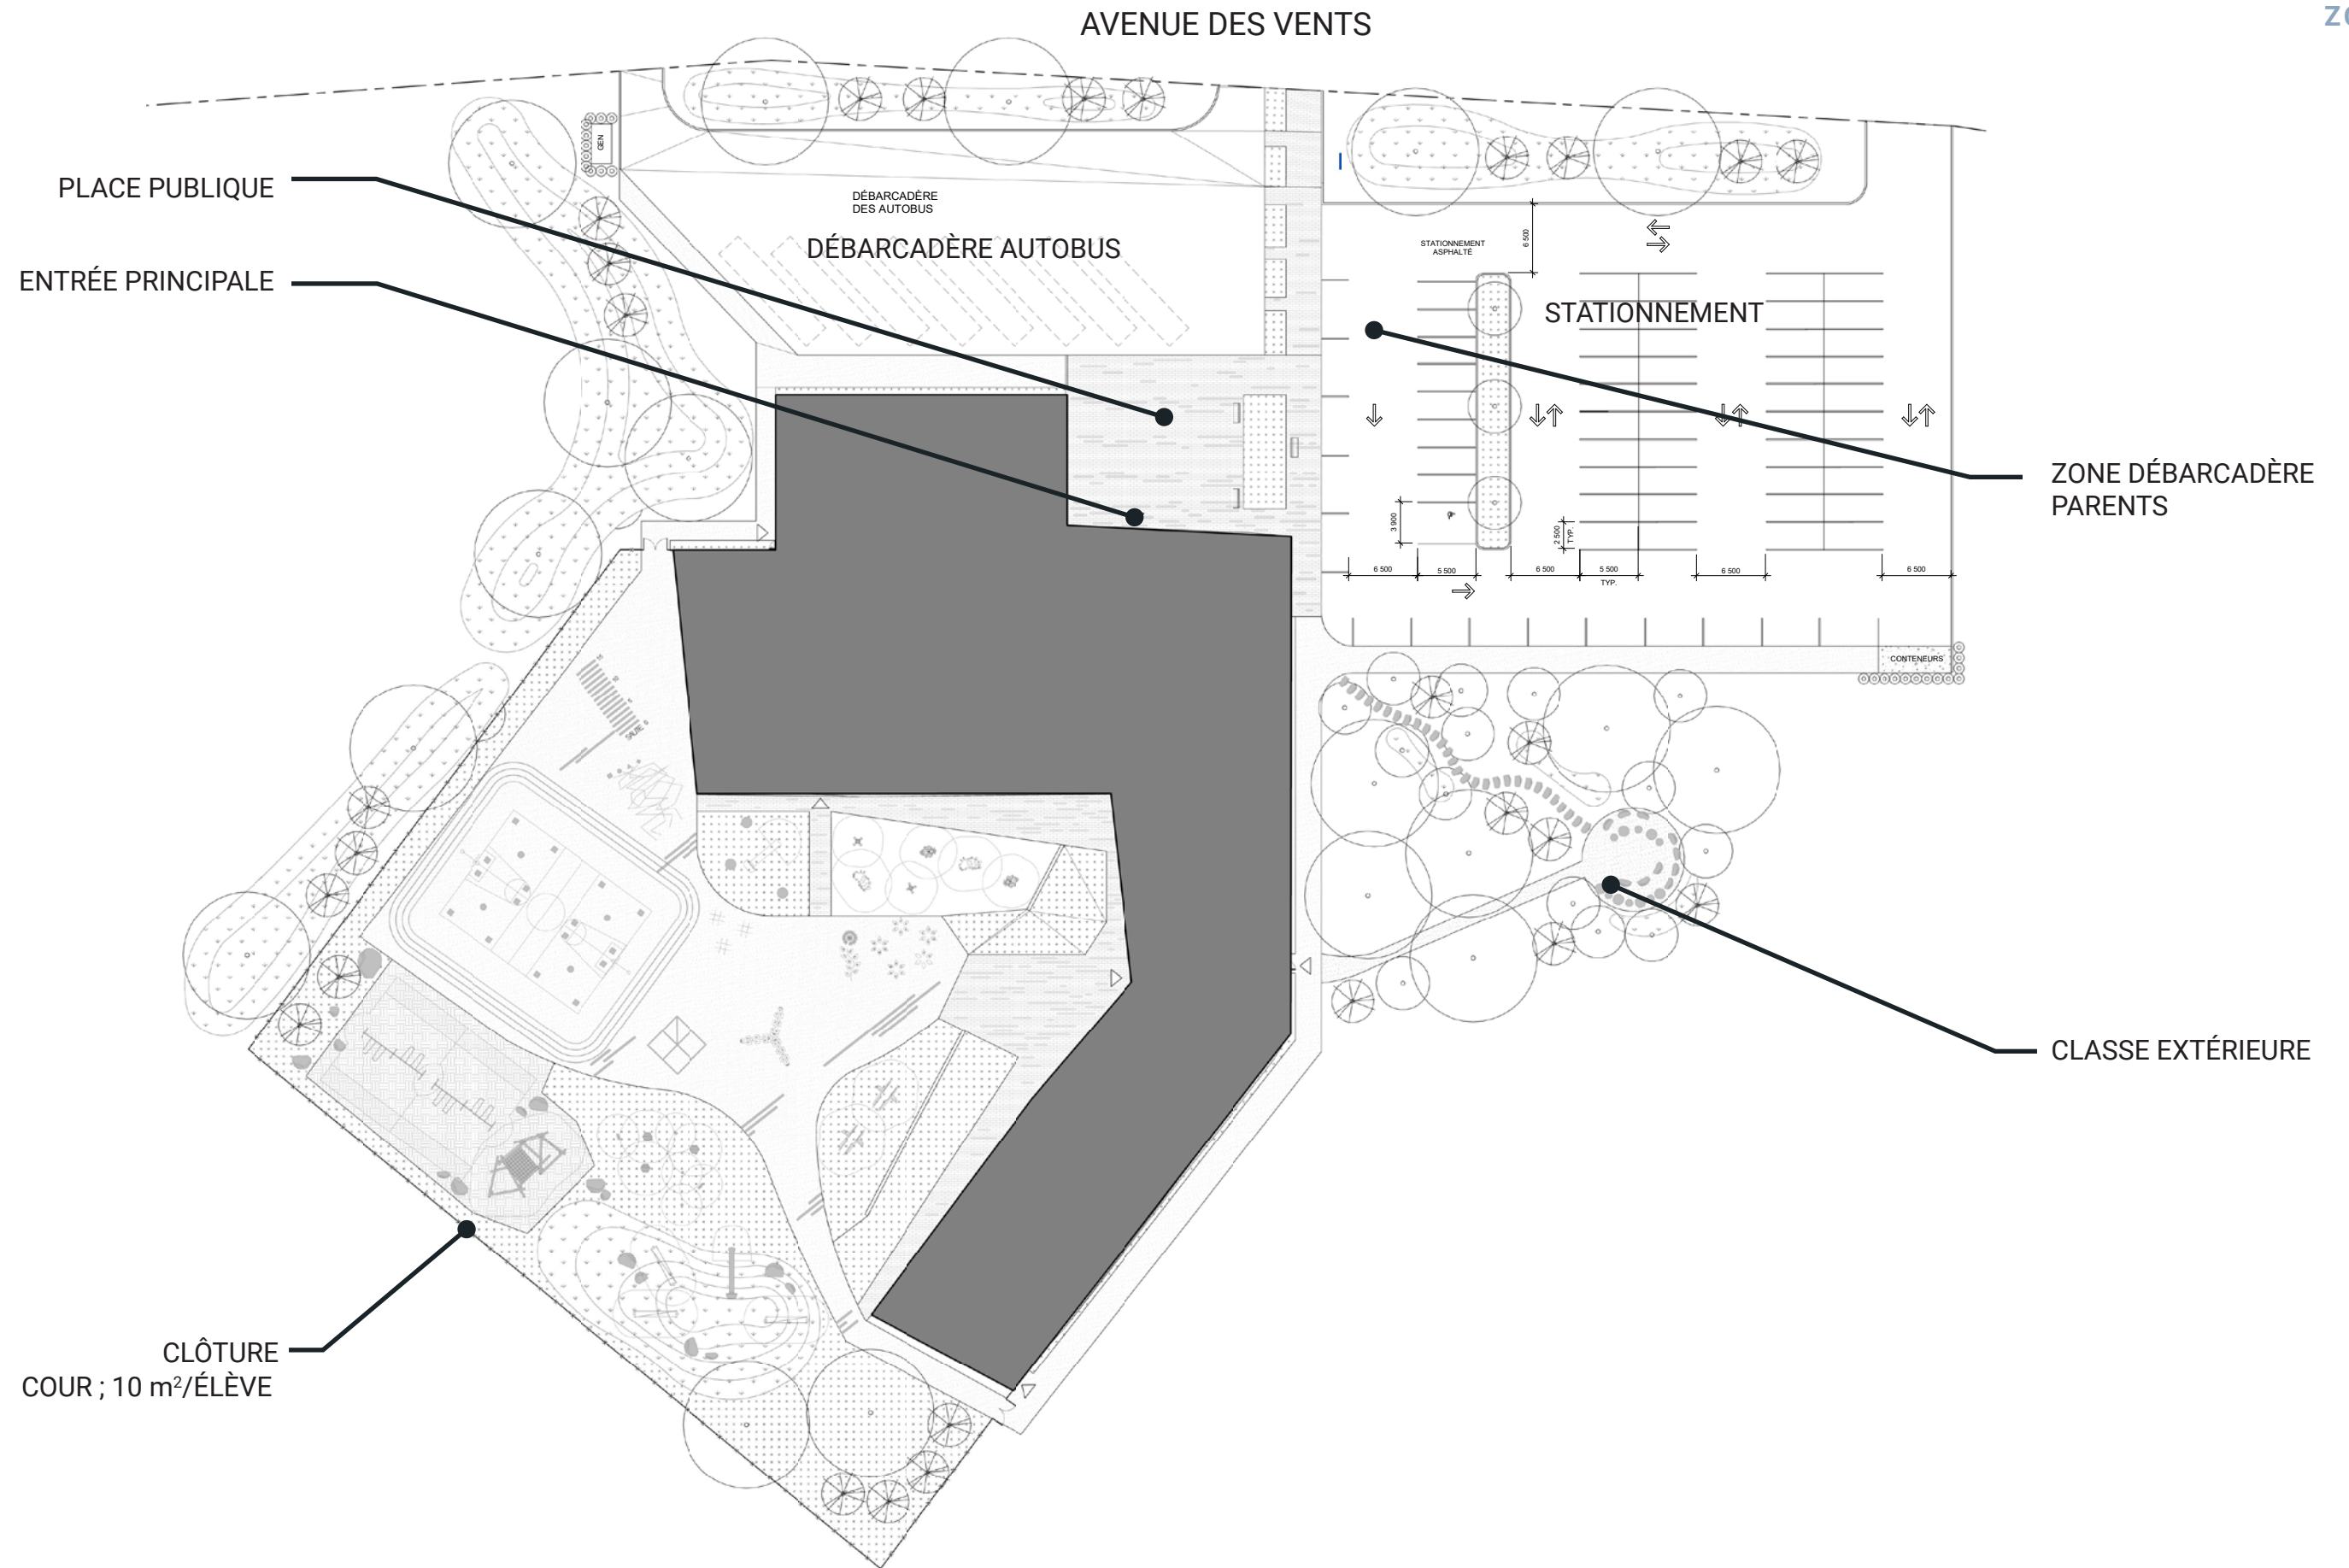 AVENUE DES VENTS
GEN
PLACE PUBLIQUE
DÉBARCADÈRE
DES AUTOBUS
DÉBARCADÈRE AUTOBUS
ENTRÉE PRINCIPALE
STATIONNEMENT
ASPHALTÉ
6 500
STATIONNEMENT
ZONE DÉBARCADÈRE
PARENTS
3 900
2 500
TYP.
6 500
5 500
6 500
5 500
TYP.
6 500
6 500
CONTENEURS
CLASSE EXTÉRIEURE
CLÔTURE
COUR ; 10 m²/ÉLÈVE